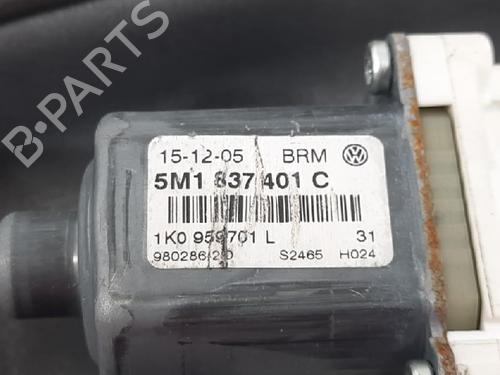 15-12-05 BRM
5M1 837 401 C
1K0 959701 L 31
S2465 H024
B-PARTS